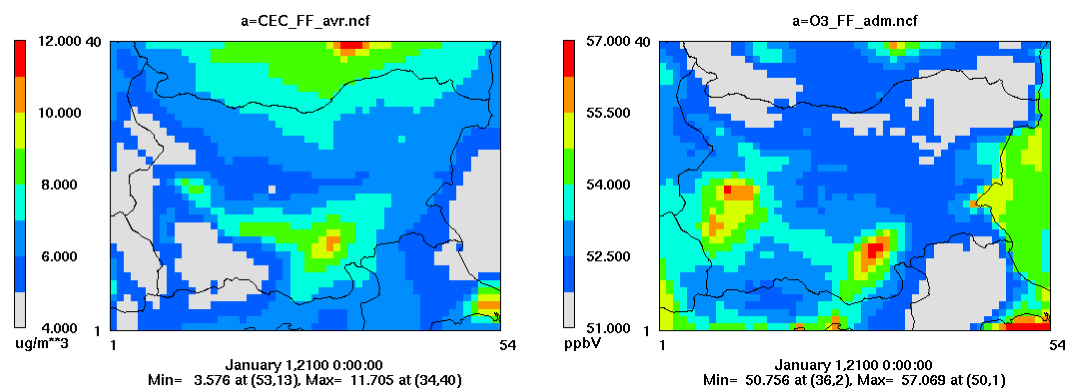 a=CEC_FF_avr.ncf
12.000
10.000
8.000
6.000
4.000
ug/m**3
40
1
1
54
January 1,2100 0:00:00
Min= 3.576 at (53,13), Max= 11.705 at (34,40)
a=O3_FF_adm.ncf
57.000
55.500
54.000
52.500
51.000
ppbV
40
1
1
54
January 1,2100 0:00:00
Min= 50.756 at (36,2), Max= 57.069 at (50,1)